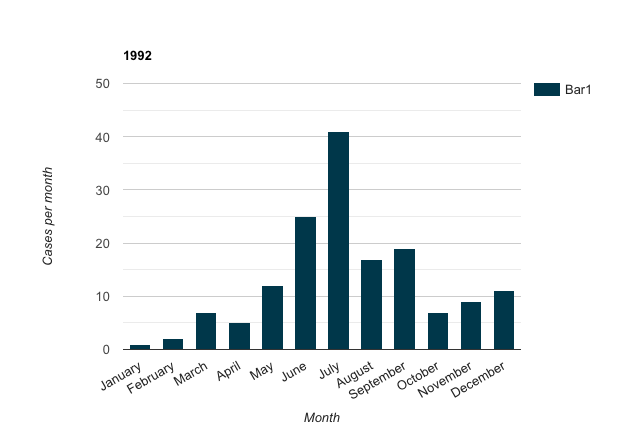 1992
50
40
30
20
10
0
Cases per month
January
February
March
April
May
June
July
August
September
October
November
December
Month
Bar1